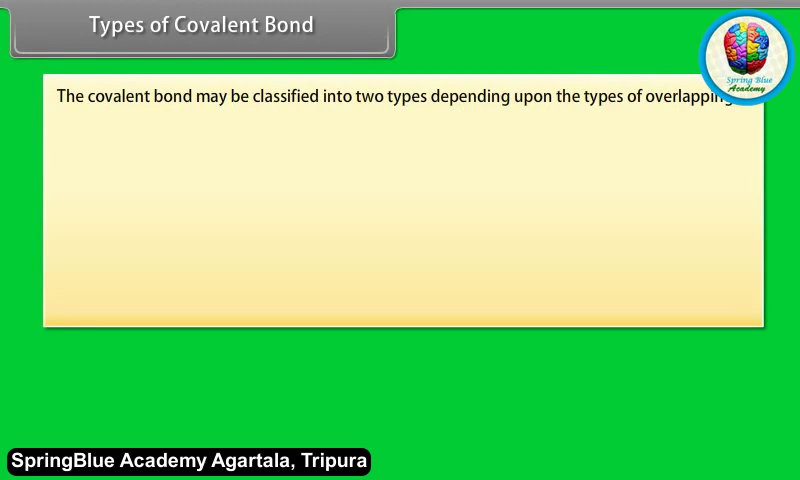 Types of Covalent Bond
Spring Blue
Academy
The covalent bond may be classified into two types depending upon the types of overlapping
SpringBlue Academy Agartala, Tripura